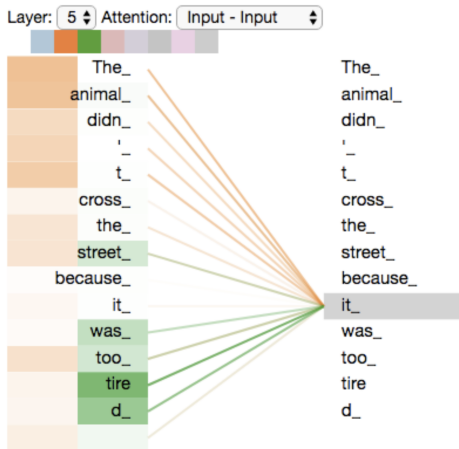 Layer: 5 Attention: Input - Input
The_ The_
animal_ animal_
didn_ didn_
'_ '_
t_ t_
cross_ cross_
the_ the_
street_ street_
because_ because_
it_ it_
was_ was_
too_ too_
tire tire
d_ d_